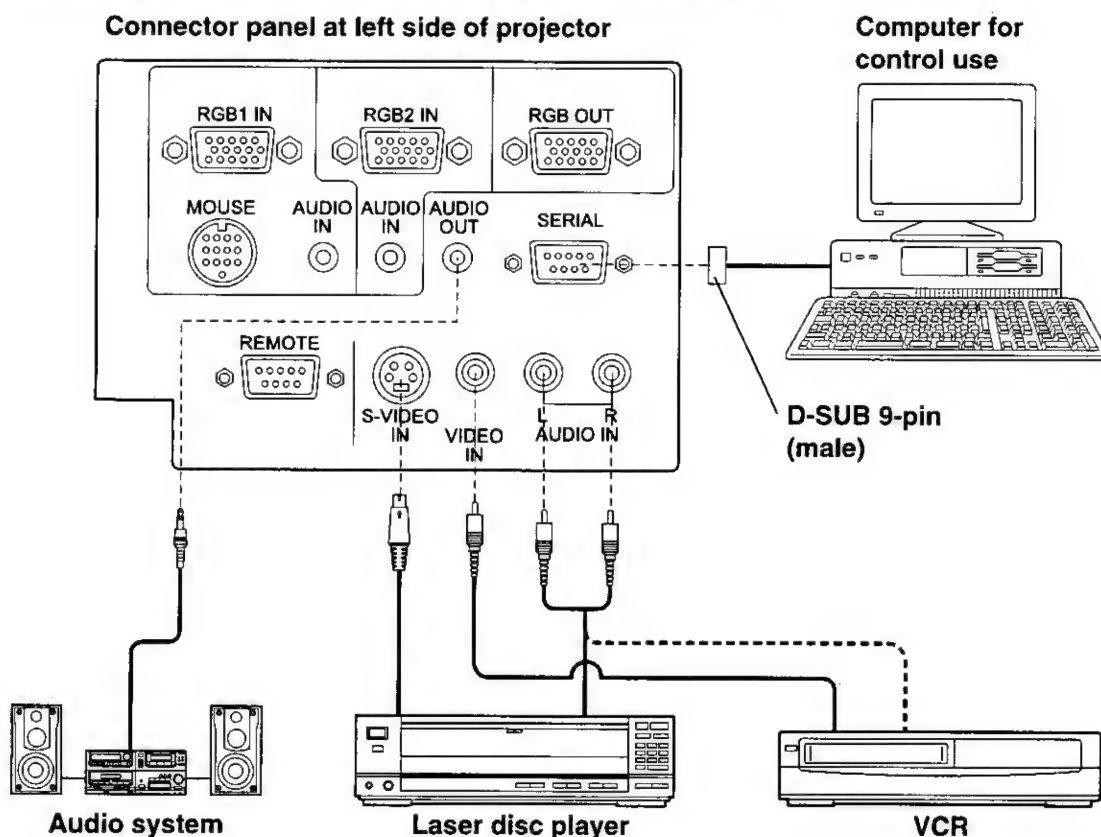 Connector panel at left side of projector
Computer for
control use
RGB1 IN
RGB2 IN
RGB OUT
MOUSE
AUDIO
IN
AUDIO
IN
AUDIO
OUT
SERIAL
REMOTE
S-VIDEO
IN
VIDEO
IN
L
R
AUDIO IN
D-SUB 9-pin
(male)
Audio system
Laser disc player
VCR